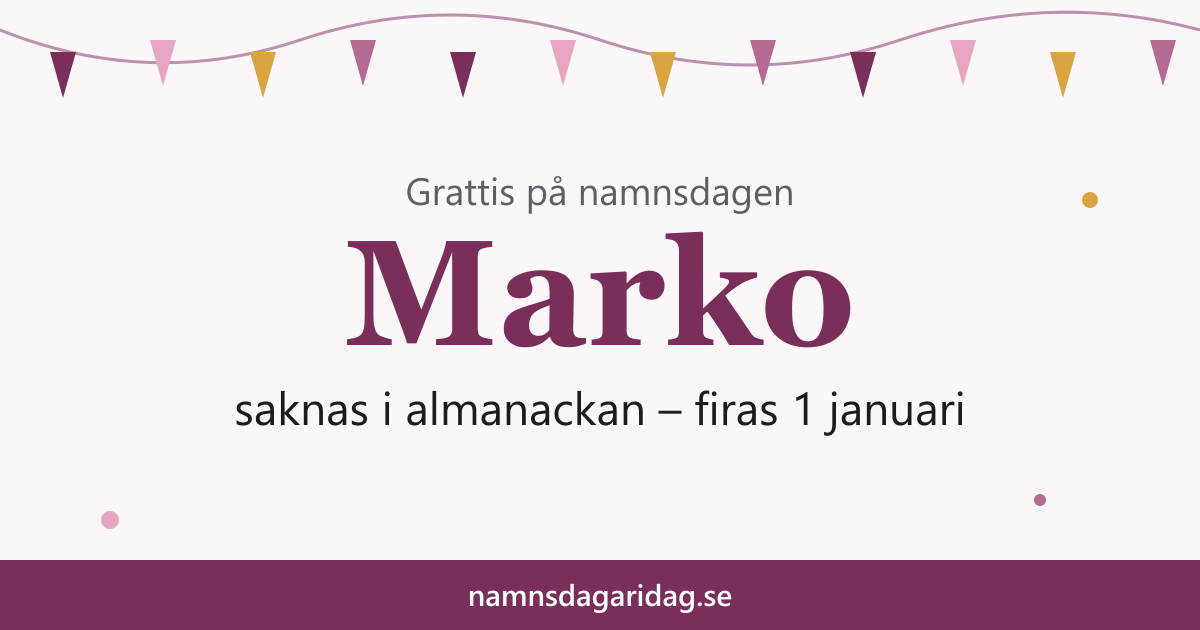 Grattis på namnsdagen
Marko
saknas i almanackan – firas 1 januari
namnsdagaridag.se